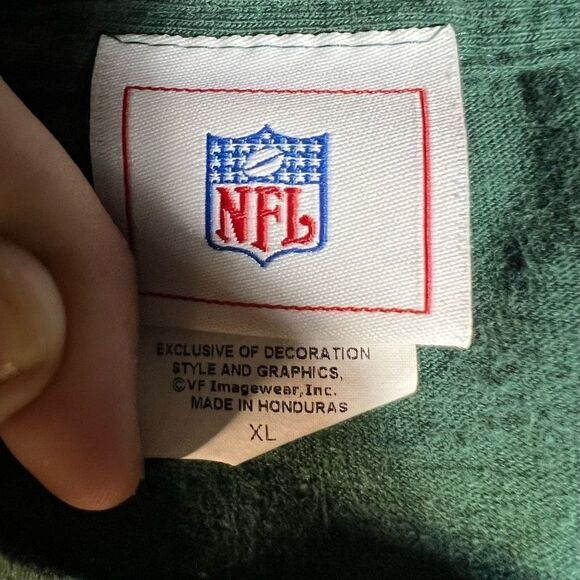 NFL
EXCLUSIVE OF DECORATION
STYLE AND GRAPHICS,
©VF Imagewear, Inc.
MADE IN HONDURAS
XL